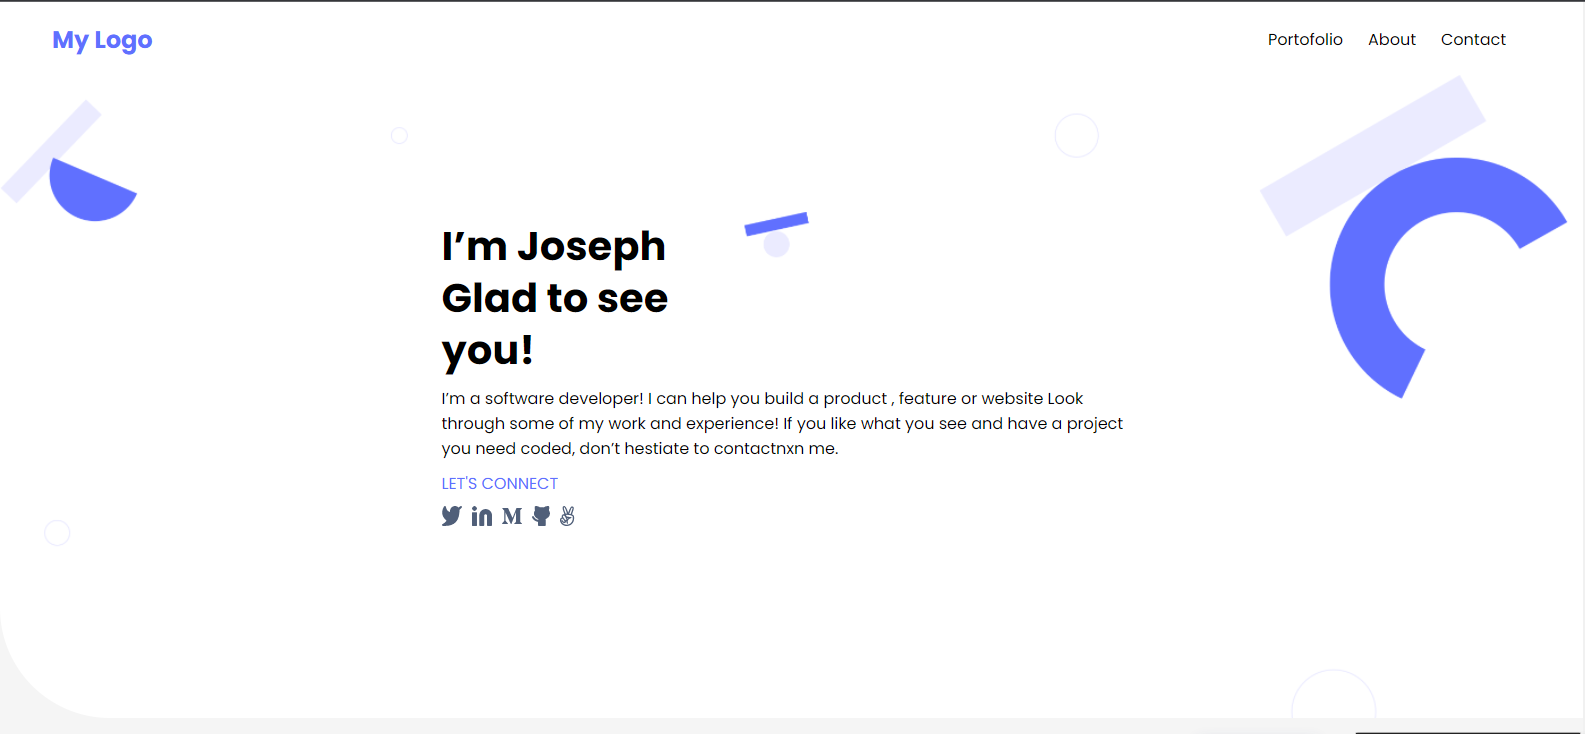 My Logo
Portofolio About Contact
I’m Joseph
Glad to see
you!
I’m a software developer! I can help you build a product , feature or website Look
through some of my work and experience! If you like what you see and have a project
you need coded, don’t hestiate to contactnxn me.
LET'S CONNECT